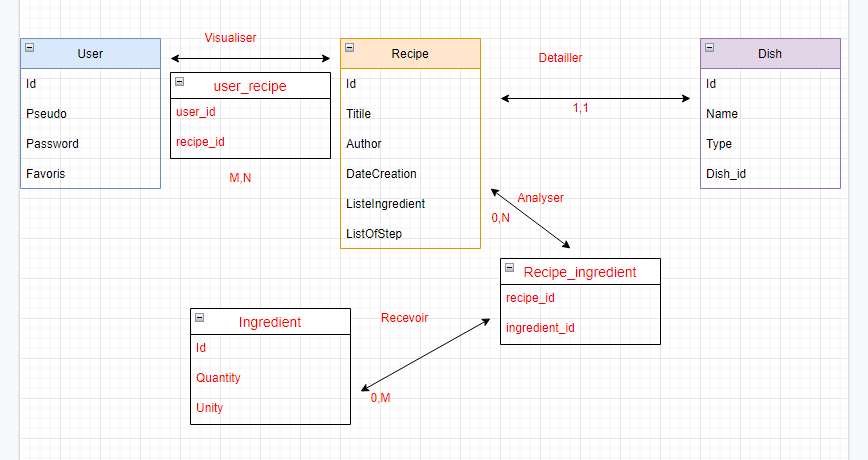 Visualiser
User
Id
Pseudo
Password
Favoris
user_recipe
user_id
recipe_id
M,N
Recipe
Id
Titile
Author
DateCreation
ListeIngredient
ListOfStep
Detailler
1,1
Dish
Id
Name
Type
Dish_id
Analyser
0,N
Recipe_ingredient
recipe_id
ingredient_id
Recevoir
0,M
Ingredient
Id
Quantity
Unity